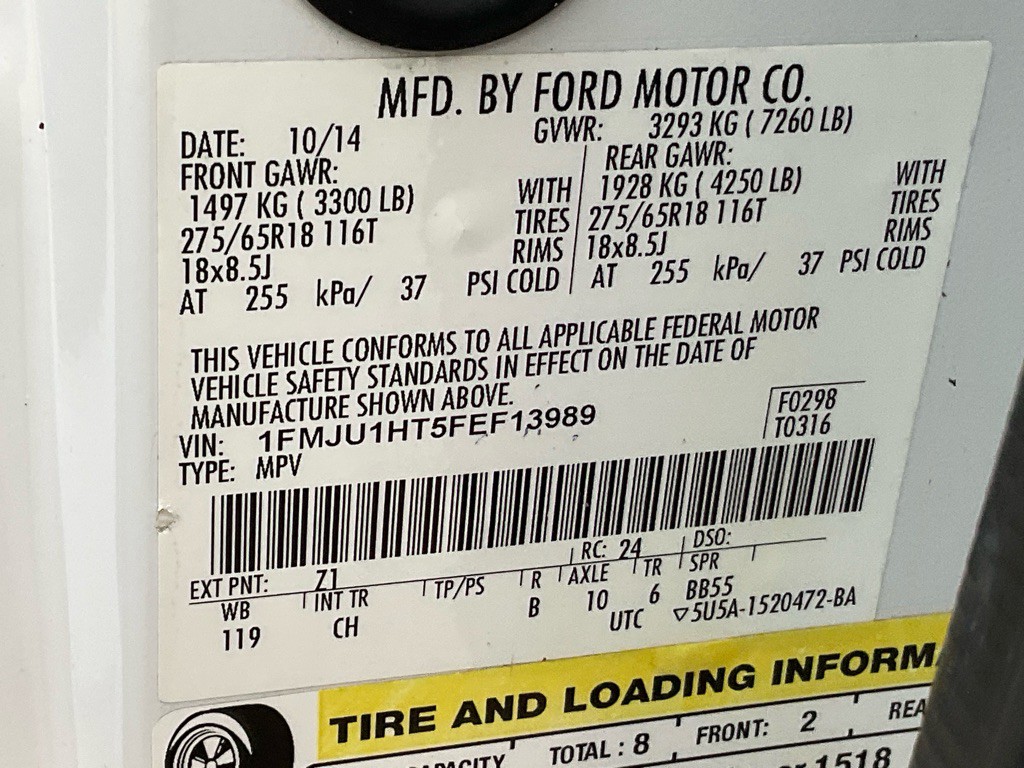 MFD. BY FORD MOTOR CO.
DATE: 10/14 GVWR: 3293 KG ( 7260 LB)
FRONT GAWR: REAR GAWR:
1497 KG ( 3300 LB) WITH 1928 KG ( 4250 LB) WITH
275/65R18 116T TIRES 275/65R18 116T TIRES
18x8.5J RIMS 18x8.5J RIMS
AT 255 kPa/ 37 PSI COLD AT 255 kPa/ 37 PSI COLD
THIS VEHICLE CONFORMS TO ALL APPLICABLE FEDERAL MOTOR
VEHICLE SAFETY STANDARDS IN EFFECT ON THE DATE OF
MANUFACTURE SHOWN ABOVE.
VIN: 1FMJU1HT5FEF13989 F0298
TYPE: MPV T0316
EXT PNT: Z1 RC: 24 DSO:
WB INT TR TP/PS R AXLE TR SPR
119 CH B 10 6 BB55
UTC ▽5U5A-1520472-BA
TIRE AND LOADING INFORMA
TOTAL : 8 FRONT: 2 REA
1518